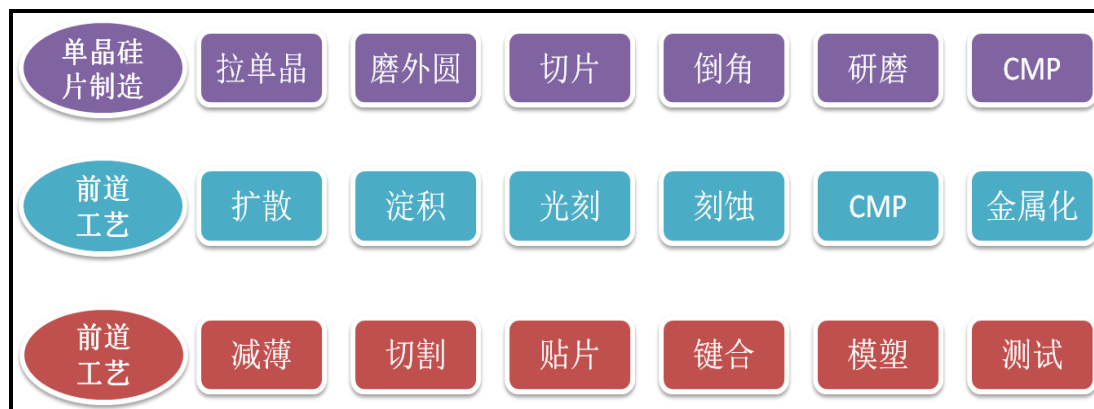 单晶硅
片制造
拉单晶
磨外圆
切片
倒角
研磨
CMP
前道
工艺
扩散
淀积
光刻
刻蚀
CMP
金属化
前道
工艺
减薄
切割
贴片
键合
模塑
测试